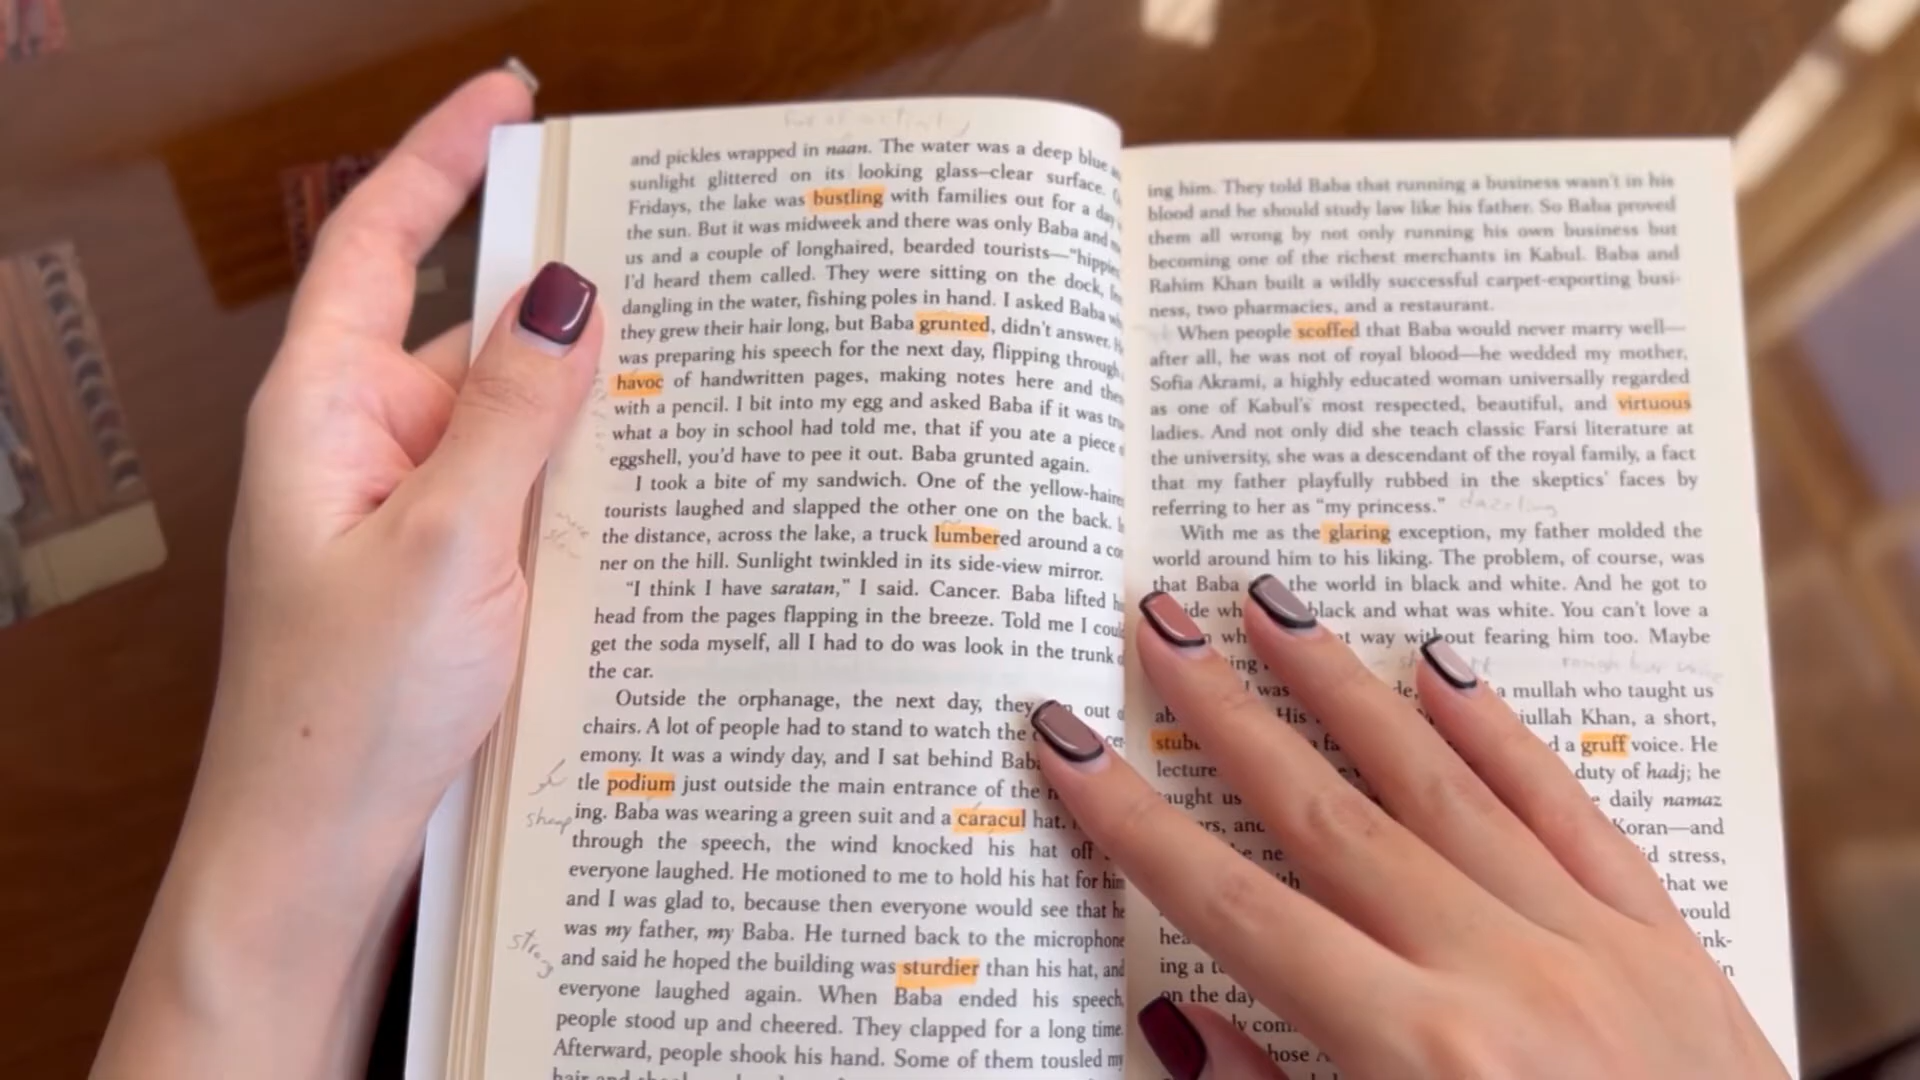 and pickles wrapped in naan. The water was a deep blue
sunlight glittered on its looking glass–clear surface.
Fridays, the lake was bustling with families out for a day
the sun. But it was midweek and there was only Baba and
us and a couple of longhaired, bearded tourists—"hippies
I'd heard them called. They were sitting on the dock,
dangling in the water, fishing poles in hand. I asked Baba
they grew their hair long, but Baba grunted, didn't answer.
was preparing his speech for the next day, flipping through
havoc of handwritten pages, making notes here and
with a pencil. I bit into my egg and asked Baba if it was
what a boy in school had told me, that if you ate a piece
eggshell, you'd have to pee it out. Baba grunted again.
I took a bite of my sandwich. One of the yellow-haire
tourists laughed and slapped the other one on the back.
the distance, across the lake, a truck lumbered around a
ner on the hill. Sunlight twinkled in its side-view mirror.
"I think I have saratan," I said. Cancer. Baba lifted
head from the pages flapping in the breeze. Told me I
get the soda myself, all I had to do was look in the trunk
the car.
Outside the orphanage, the next day, they out
chairs. A lot of people had to stand to watch the cer-
emony. It was a windy day, and I sat behind
tle podium just outside the main entrance of the
sharp
ing. Baba was wearing a green suit and a caracul hat.
through the speech, the wind knocked his hat off
everyone laughed. He motioned to me to hold his hat for him
and I was glad to, because then everyone would see that he
was my father, my Baba. He turned back to the microphone
strong
and said he hoped the building was sturdier than his hat, and
everyone laughed again. When Baba ended his speech,
people stood up and cheered. They clapped for a long time.
Afterward, people shook his hand. Some of them tousled my
ing him. They told Baba that running a business wasn't in his
blood and he should study law like his father. So Baba proved
them all wrong by not only running his own business but
becoming one of the richest merchants in Kabul. Baba and
Rahim Khan built a wildly successful carpet-exporting busi-
ness, two pharmacies, and a restaurant.
When people scoffed that Baba would never marry well—
after all, he was not of royal blood—he wedded my mother,
Sofia Akrami, a highly educated woman universally regarded
as one of Kabul's most respected, beautiful, and virtuous
ladies. And not only did she teach classic Farsi literature at
the university, she was a descendant of the royal family, a fact
that my father playfully rubbed in the skeptics' faces by
referring to her as "my princess."
dazzling
With me as the glaring exception, my father molded the
world around him to his liking. The problem, of course, was
that Baba the world in black and white. And he got to
black and what was white. You can't love a
way without fearing him too. Maybe
ing
was a mullah who taught us
His Khan, a short,
a gruff voice. He
lecture duty of hadj; he
us daily namaz
Koran—and
stress,
that we
ing a
on the day